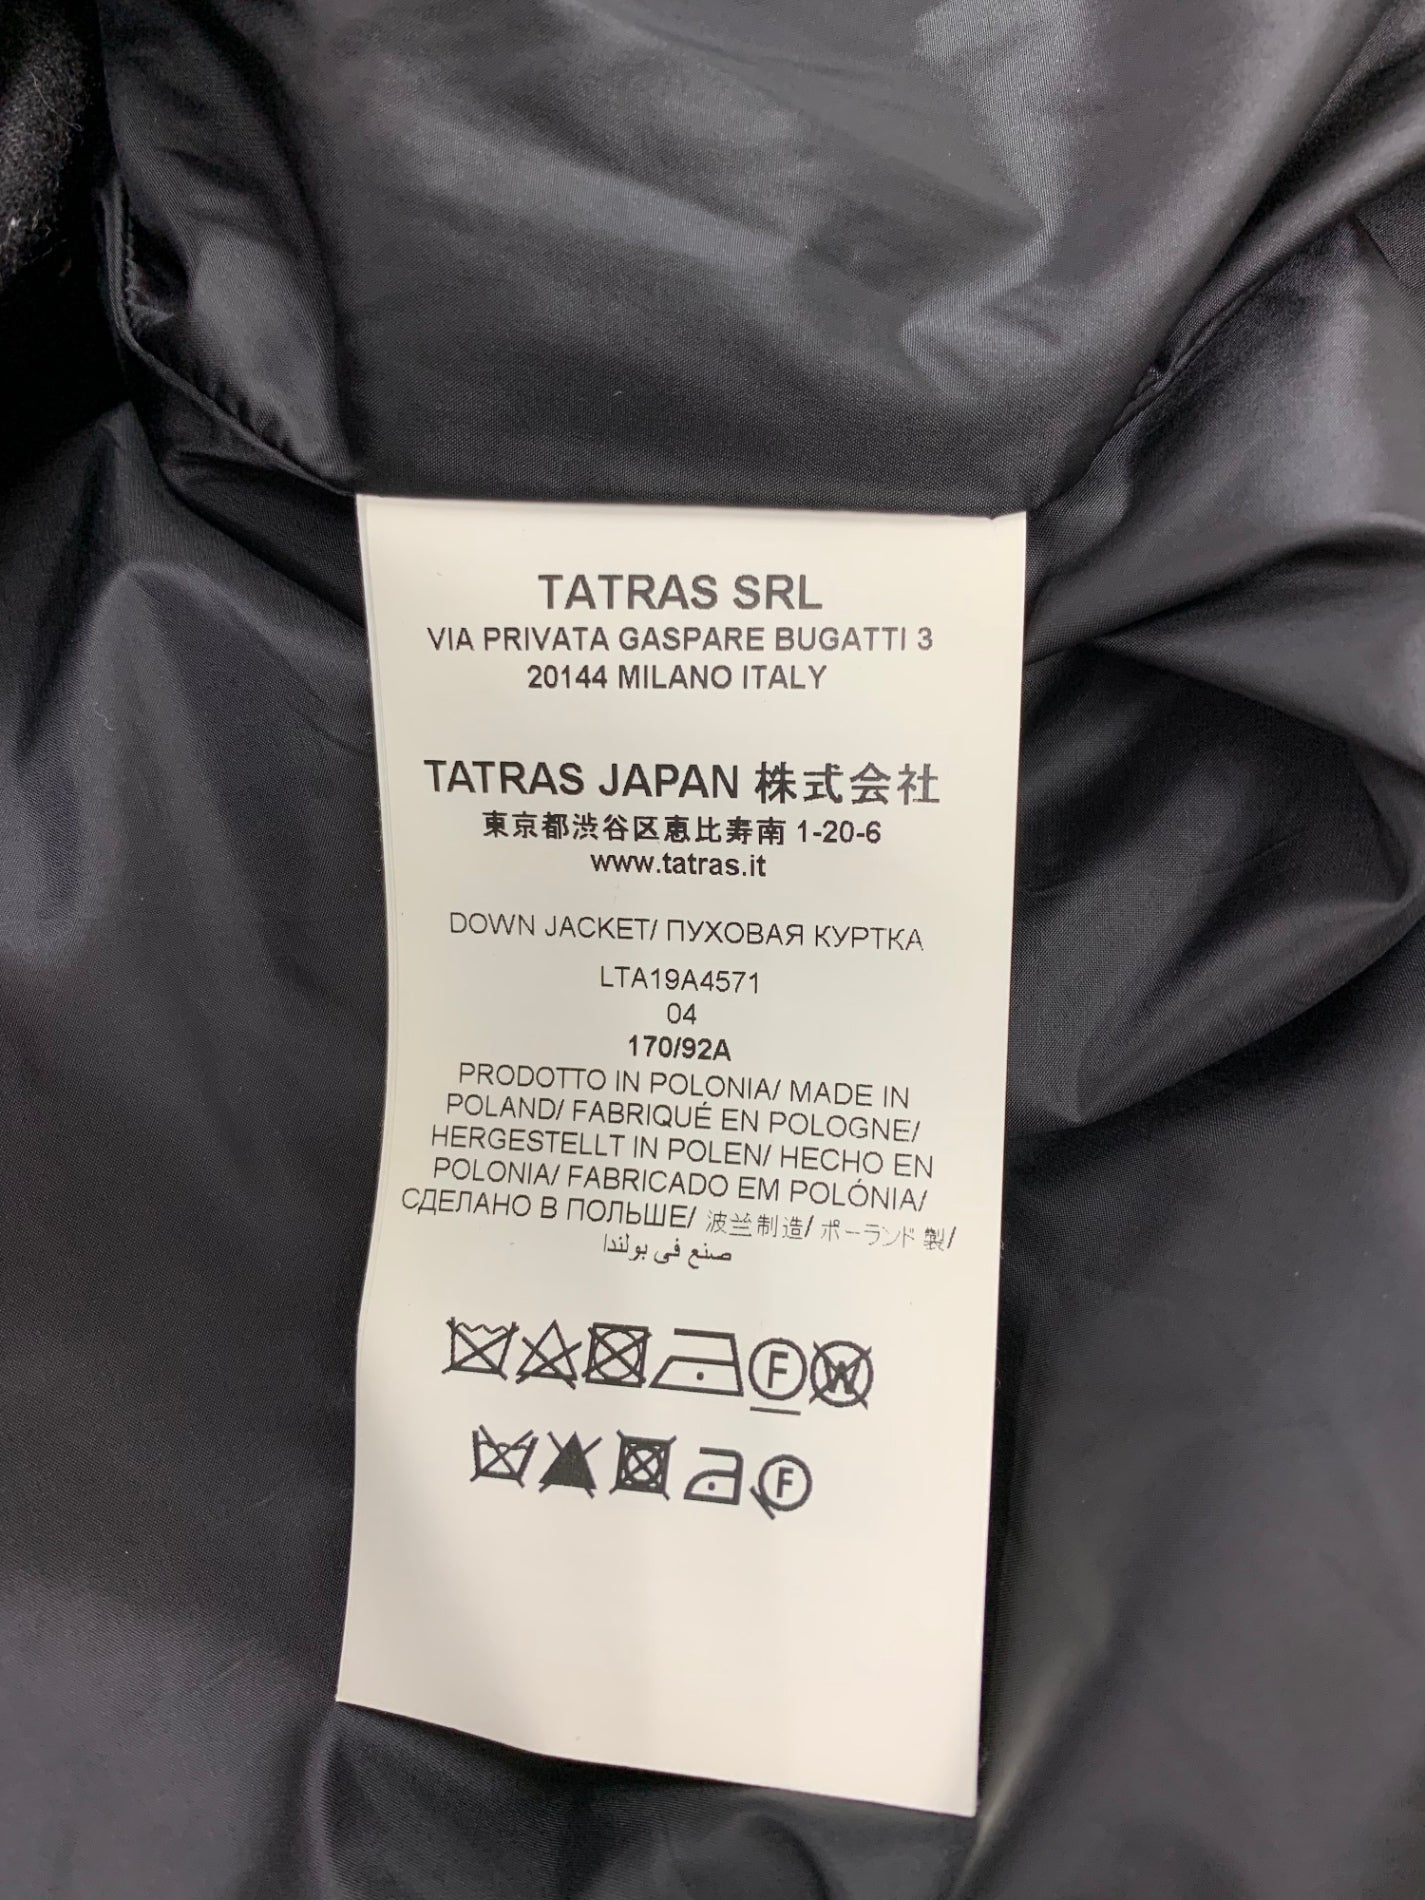 TATRAS SRL
VIA PRIVATA GASPARE BUGATTI 3
20144 MILANO ITALY
TATRAS JAPAN 株式会社
東京都渋谷区恵比寿南 1-20-6
www.tatras.it
DOWN JACKET/ ПУХОВАЯ КУРТКА
LTA19A4571
04
170/92A
PRODOTTO IN POLONIA/ MADE IN
POLAND/ FABRIQUÉ EN POLOGNE/
HERGESTELLT IN POLEN/ HECHO EN
POLONIA/ FABRICADO EM POLÓNIA/
СДЕЛАНО В ПОЛЬШЕ/ 波兰制造/ ポーランド 製/
صنع في بولندا
F W
F